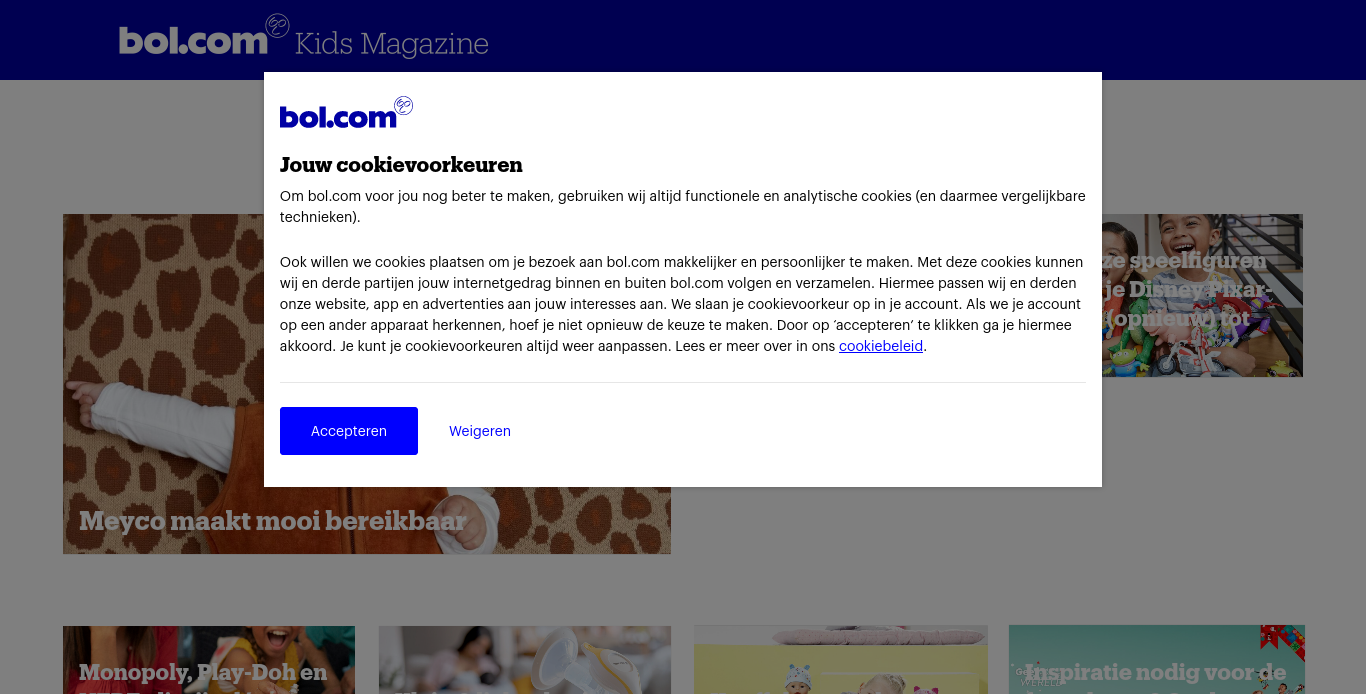 bol.com Kids Magazine
bol.com
Jouw cookievoorkeuren
Om bol.com voor jou nog beter te maken, gebruiken wij altijd functionele en analytische cookies (en daarmee vergelijkbare
technieken).
Ook willen we cookies plaatsen om je bezoek aan bol.com makkelijker en persoonlijker te maken. Met deze cookies kunnen
wij en derde partijen jouw internetgedrag binnen en buiten bol.com volgen en verzamelen. Hiermee passen wij en derden
onze website, app en advertenties aan jouw interesses aan. We slaan je cookievoorkeur op in je account. Als we je account
op een ander apparaat herkennen, hoef je niet opnieuw de keuze te maken. Door op ‘accepteren’ te klikken ga je hiermee
akkoord. Je kunt je cookievoorkeuren altijd weer aanpassen. Lees er meer over in ons cookiebeleid.
Accepteren
Weigeren
speelfiguren
je Disney Pixar-
(opnieuw) tot
Meyco maakt mooi bereikbaar
Monopoly, Play-Doh en
Inspiratie nodig voor de